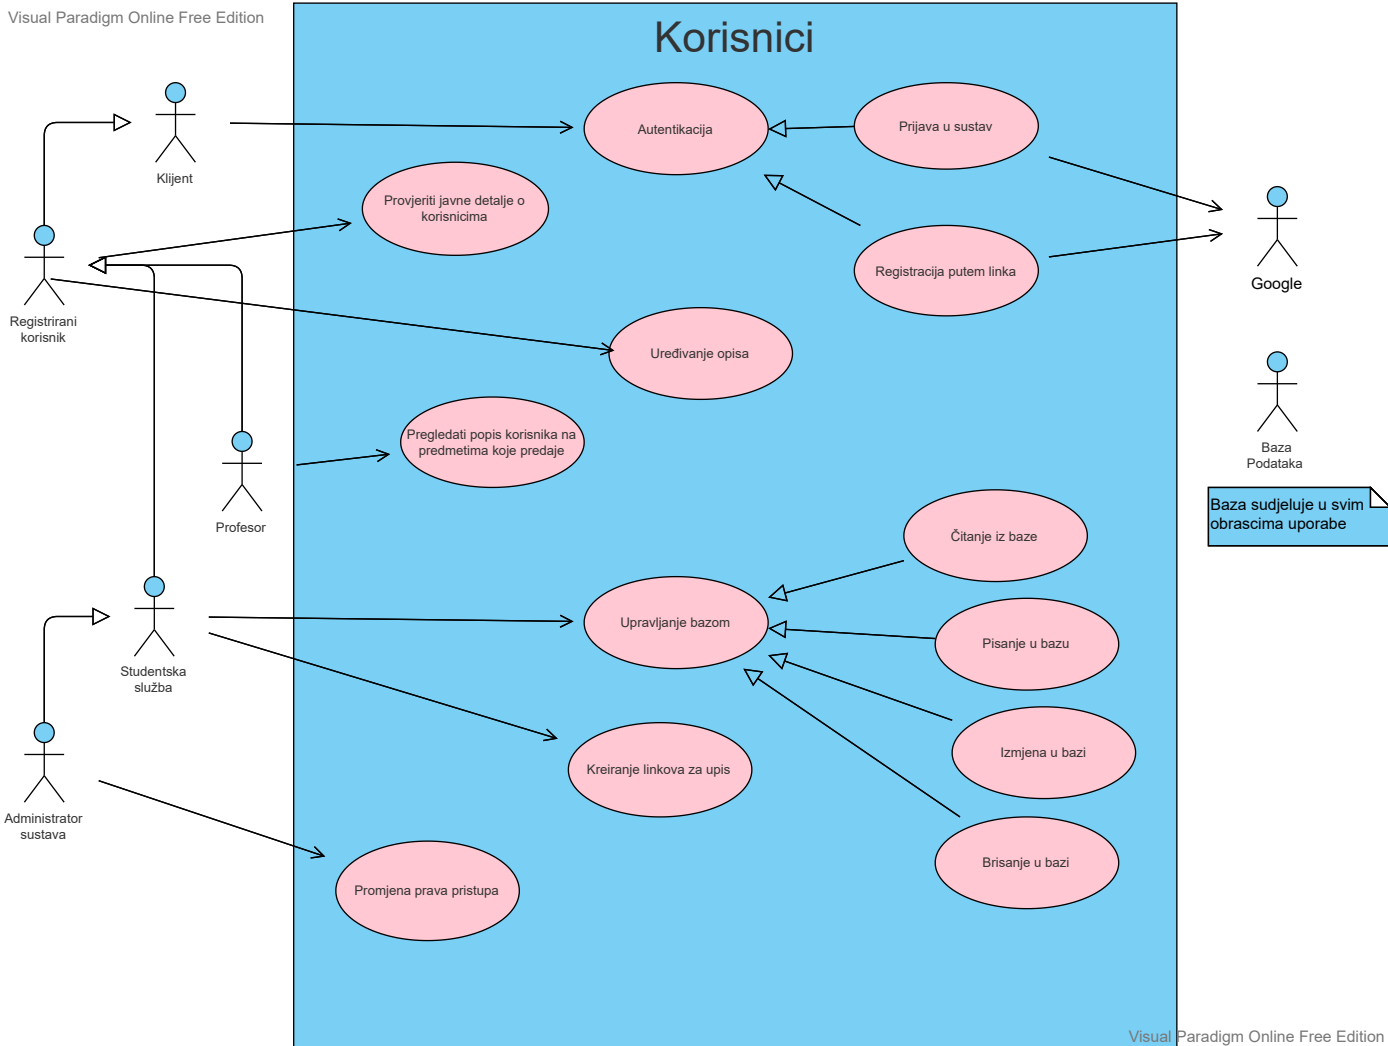 Visual Paradigm Online Free Edition
Korisnici
Klijent
Autentikacija
Prijava u sustav
Provjeriti javne detalje o
korisnicima
Google
Registracija putem linka
Registrirani
korisnik
Uređivanje opisa
Pregledati popis korisnika na
predmetima koje predaje
Baza
Podataka
Profesor
Baza sudjeluje u svim
obrascima uporabe
Čitanje iz baze
Upravljanje bazom
Pisanje u bazu
Studentska
služba
Izmjena u bazi
Kreiranje linkova za upis
Administrator
sustava
Brisanje u bazi
Promjena prava pristupa
Visual Paradigm Online Free Edition